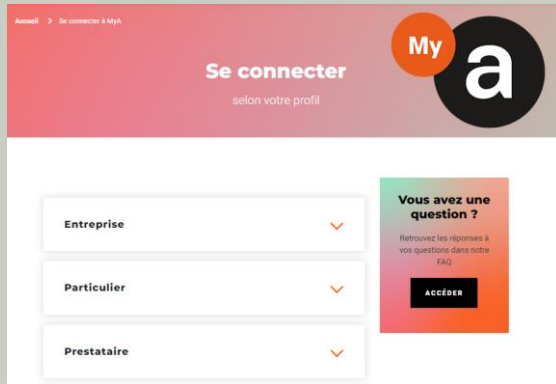 Accueil > Se connecter à MyA
My
a
Se connecter
selon votre profil
Entreprise
Particulier
Prestataire
Vous avez une
question ?
Retrouvez les réponses à
vos questions dans notre
FAQ
ACCÉDER